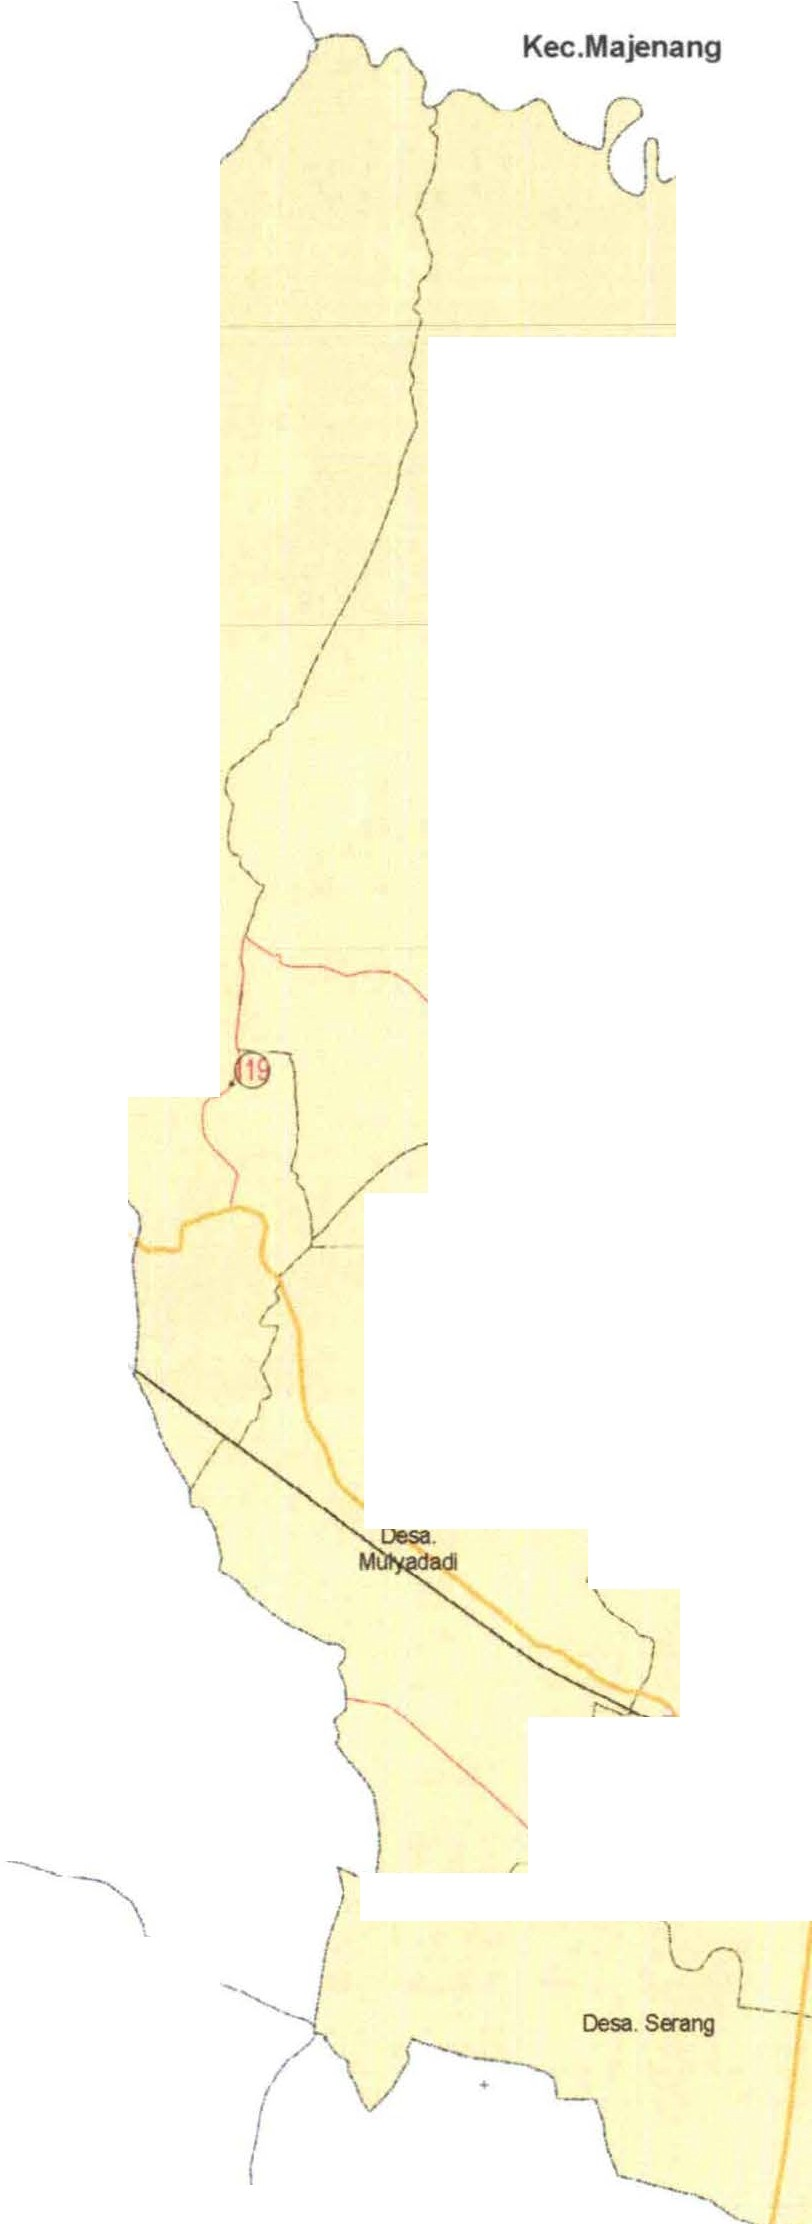 Kec.Majenang
119
Desa.
Mulyadadi
Desa. Serang